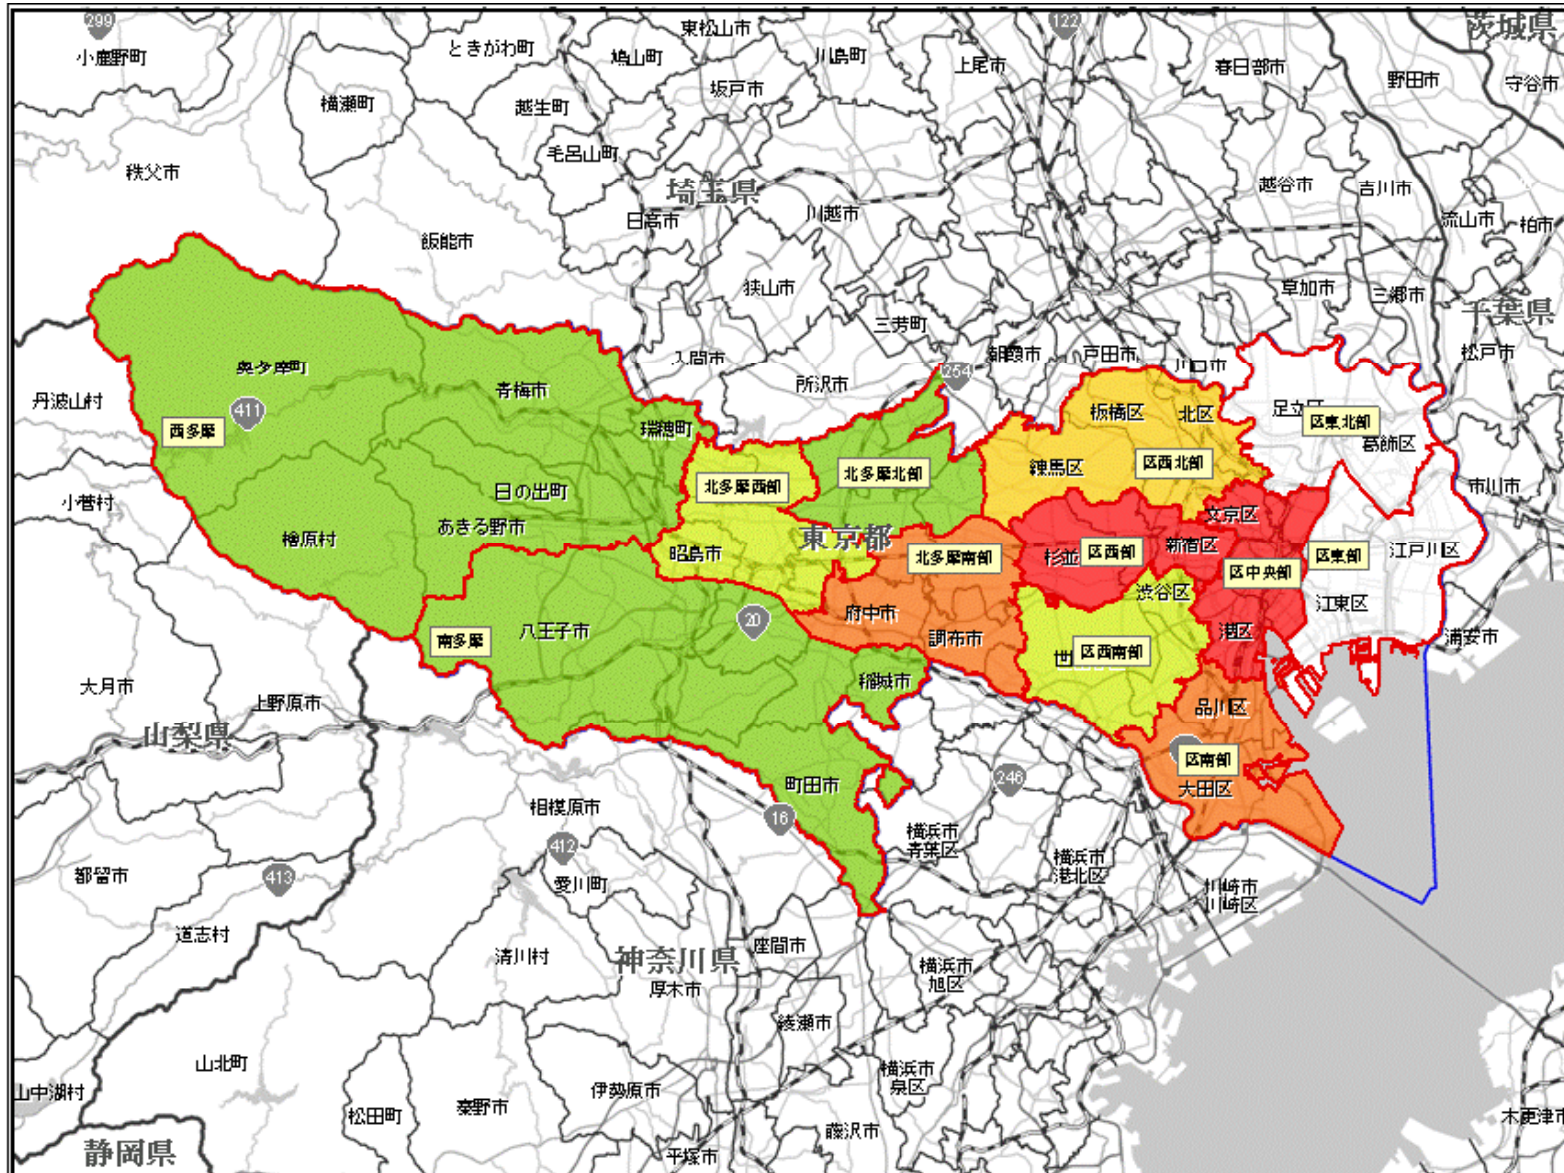 299
小鹿野町
ときがわ町
鳩山町
東松山市
川島町
122
上尾市
春日部市
茨城県
野田市
守谷市
横瀬町
越生町
坂戸市
毛呂山町
秩父市
埼玉県
日高市
川越市
越谷市
吉川市
流山市
柏市
飯能市
狭山市
三芳町
草加市
三郷市
千葉県
入間市
所沢市
254
朝霞市
戸田市
川口市
松戸市
奥多摩町
青梅市
丹波山村
411
西多摩
瑞穂町
板橋区
北区
足立区
区東北部
葛飾区
小菅村
日の出町
北多摩西部
北多摩北部
練馬区
区西北部
市川市
檜原村
あきる野市
昭島市
東京都
北多摩南部
杉並
区西部
文京区
新宿区
区中央部
区東部
江戸川区
渋谷区
江東区
港区
浦安市
南多摩
八王子市
20
府中市
調布市
世
区西南部
稲城市
大月市
上野原市
山梨県
品川区
区南部
大田区
相模原市
町田市
16
246
横浜市
青葉区
412
愛川町
横浜市
港北区
川崎市
川崎区
都留市
413
道志村
清川村
神奈川県
座間市
横浜市
旭区
厚木市
綾瀬市
山北町
山中湖村
松田町
秦野市
伊勢原市
横浜市
泉区
藤沢市
平塚市
静岡県
木更津市